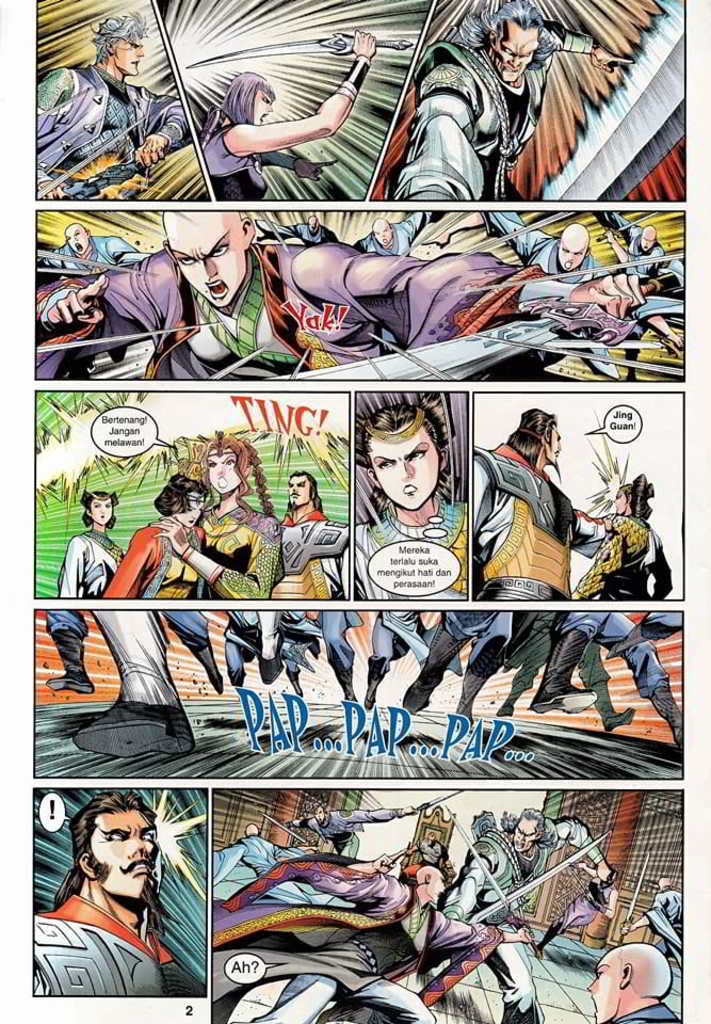 Yak!
Bertenang!
Jangan
melawan!
TING!
Mereka
terlalu suka
mengikut hati dan
perasaan!
Jing
Guan!
PAP...PAP...PAP...
!
Ah?
2